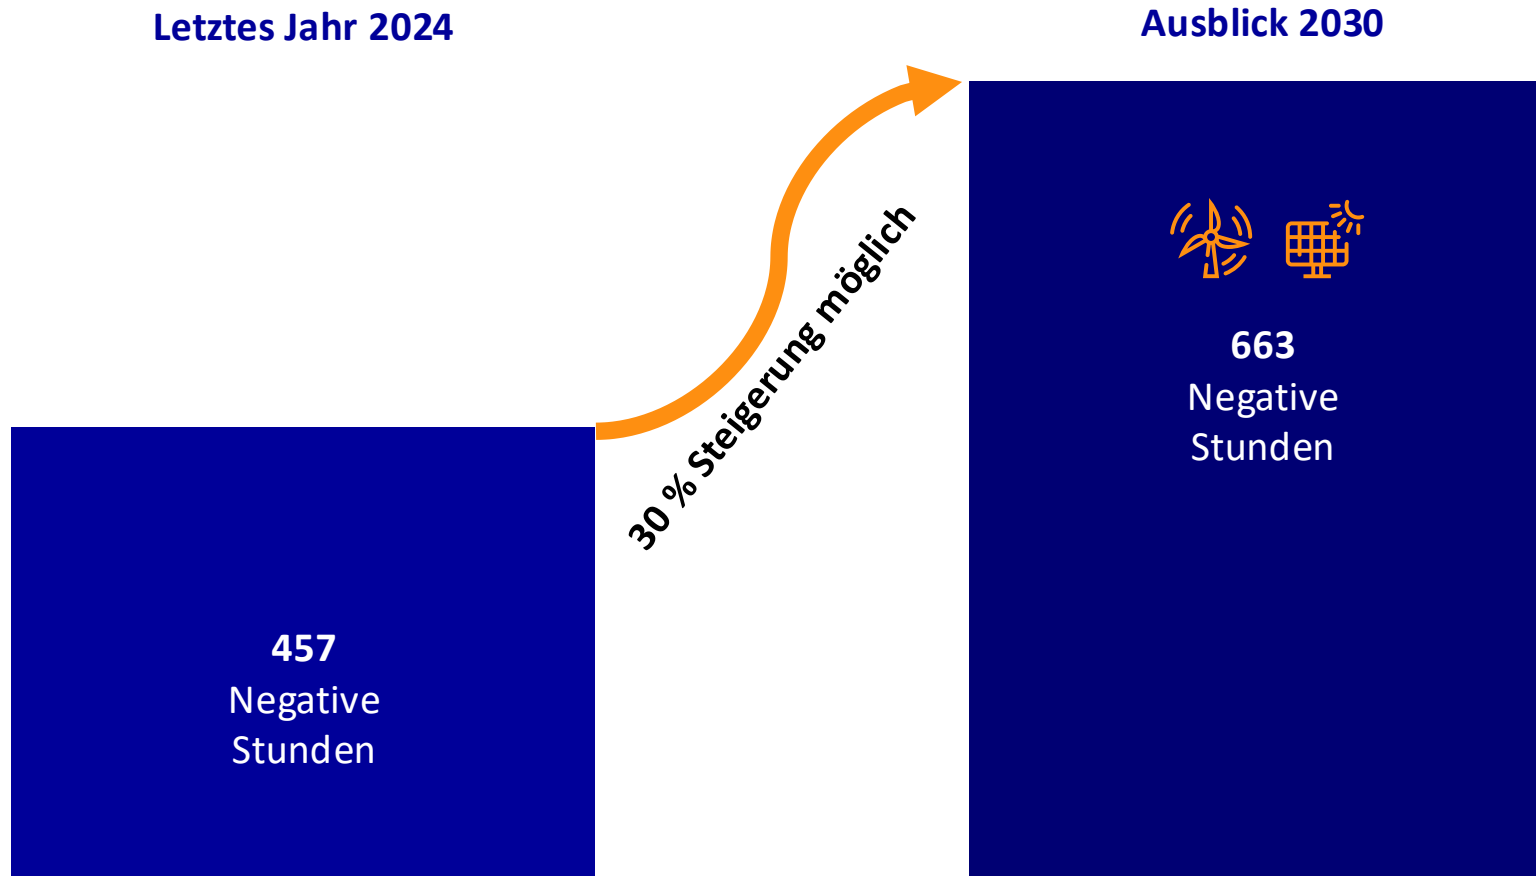 Letztes Jahr 2024
Ausblick 2030
30 % Steigerung möglich
663
Negative
Stunden
457
Negative
Stunden